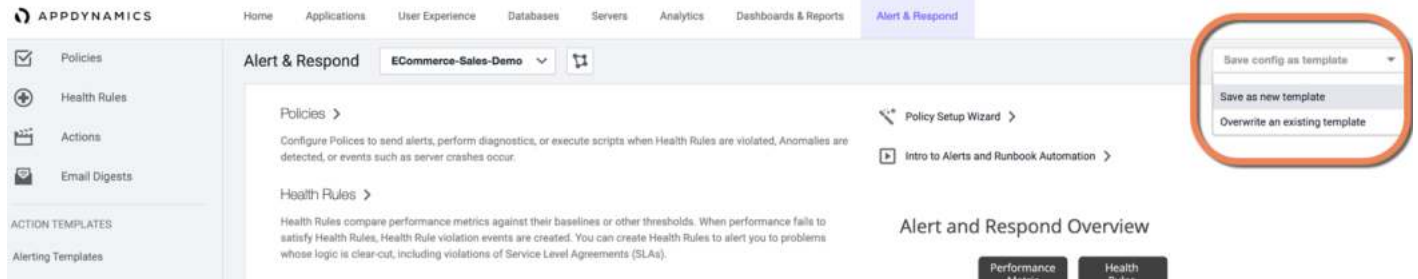 APPDYNAMICS
Home Applications User Experience Databases Servers Analytics Dashboards & Reports Alert & Respond
Policies
Health Rules
Actions
Email Digests
ACTION TEMPLATES
Alerting Templates
Alert & Respond ECommerce-Sales-Demo
Save config as template
Save as new template
Overwrite an existing template
Policies >
Configure Polices to send alerts, perform diagnostics, or execute scripts when Health Rules are violated, Anomalies are
detected, or events such as server crashes occur.
Health Rules >
Health Rules compare performance metrics against their baselines or other thresholds. When performance fails to
satisfy Health Rules, Health Rule violation events are created. You can create Health Rules to alert you to problems
whose logic is clear-cut, including violations of Service Level Agreements (SLAs).
Policy Setup Wizard >
Intro to Alerts and Runbook Automation >
Alert and Respond Overview
Performance
Health